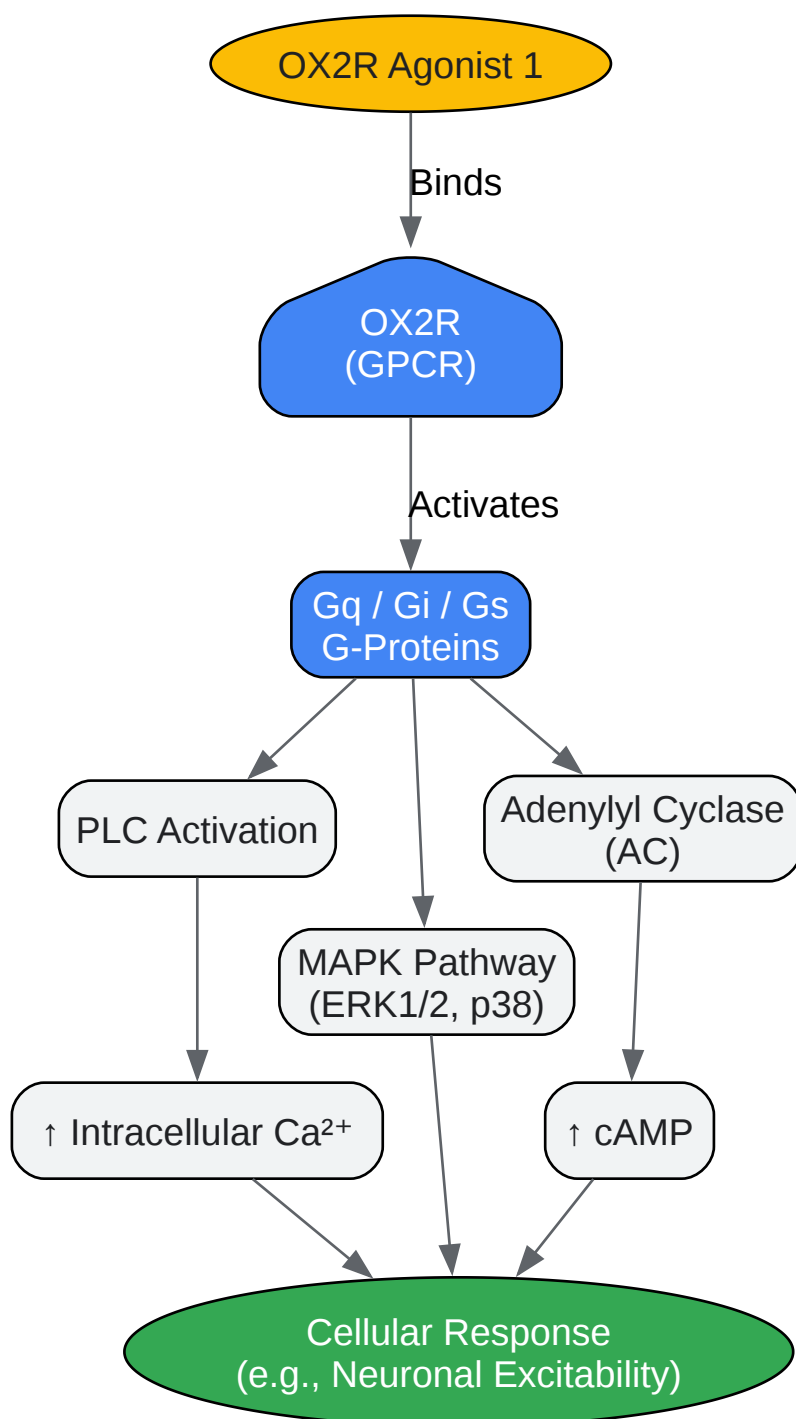 OX2R Agonist 1
Binds
OX2R
(GPCR)
Activates
Gq / Gi / Gs
G-Proteins
PLC Activation
Adenylyl Cyclase
(AC)
MAPK Pathway
(ERK1/2, p38)
↑ Intracellular Ca²⁺
↑ cAMP
Cellular Response
(e.g., Neuronal Excitability)